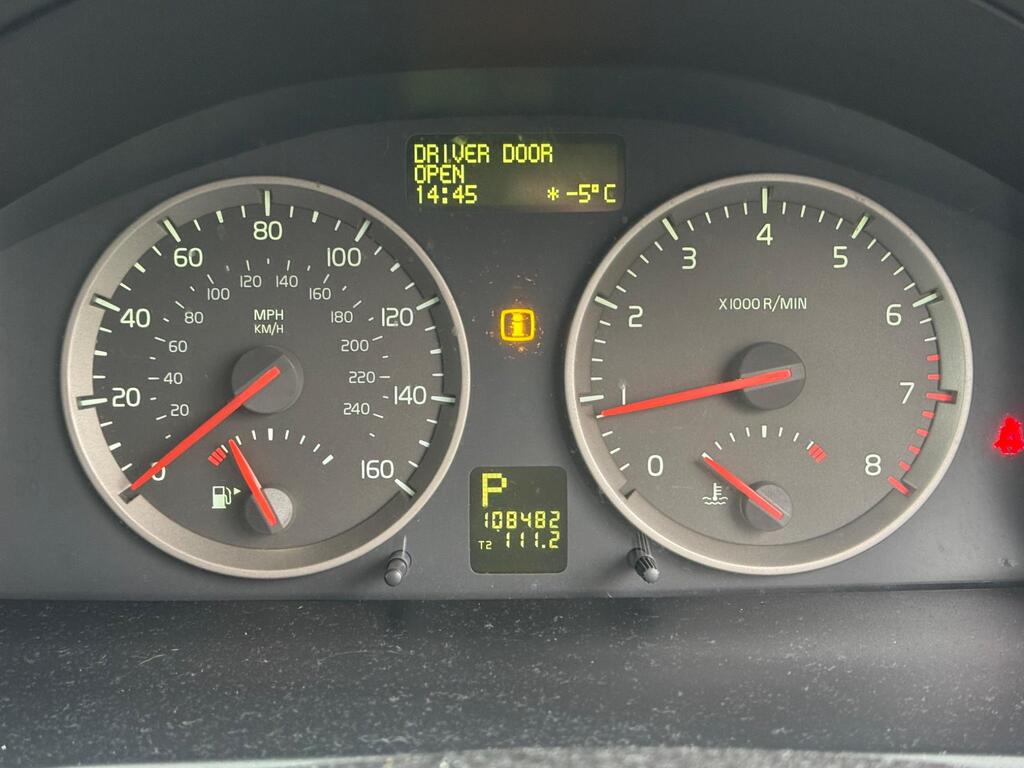 DRIVER DOOR
OPEN
14:45 * -5°C
0 20 40 60 80 100 120 140 160
20 40 60 80 100 120 140 160 180 200 220 240
MPH
KM/H
0 1 2 3 4 5 6 7 8
X1000 R/MIN
P
108482
T2 111.2